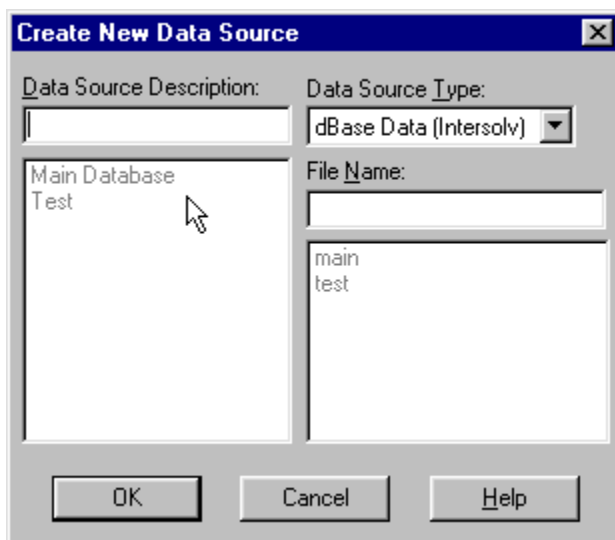 Create New Data Source
Data Source Description:
Main Database
Test
Data Source Type:
dBase Data (Intersolv)
File Name:
main
test
OK
Cancel
Help